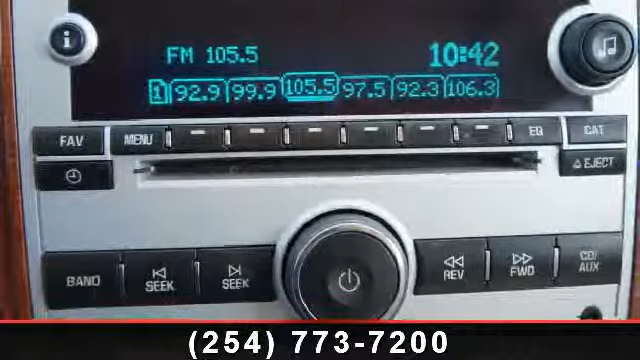 FM 105.5 10:42
1 92.9 99.9 105.5 97.5 92.3 106.3
FAV MENU EQ CAT
EJECT
BAND SEEK SEEK REV FWD CD/
AUX
(254) 773-7200